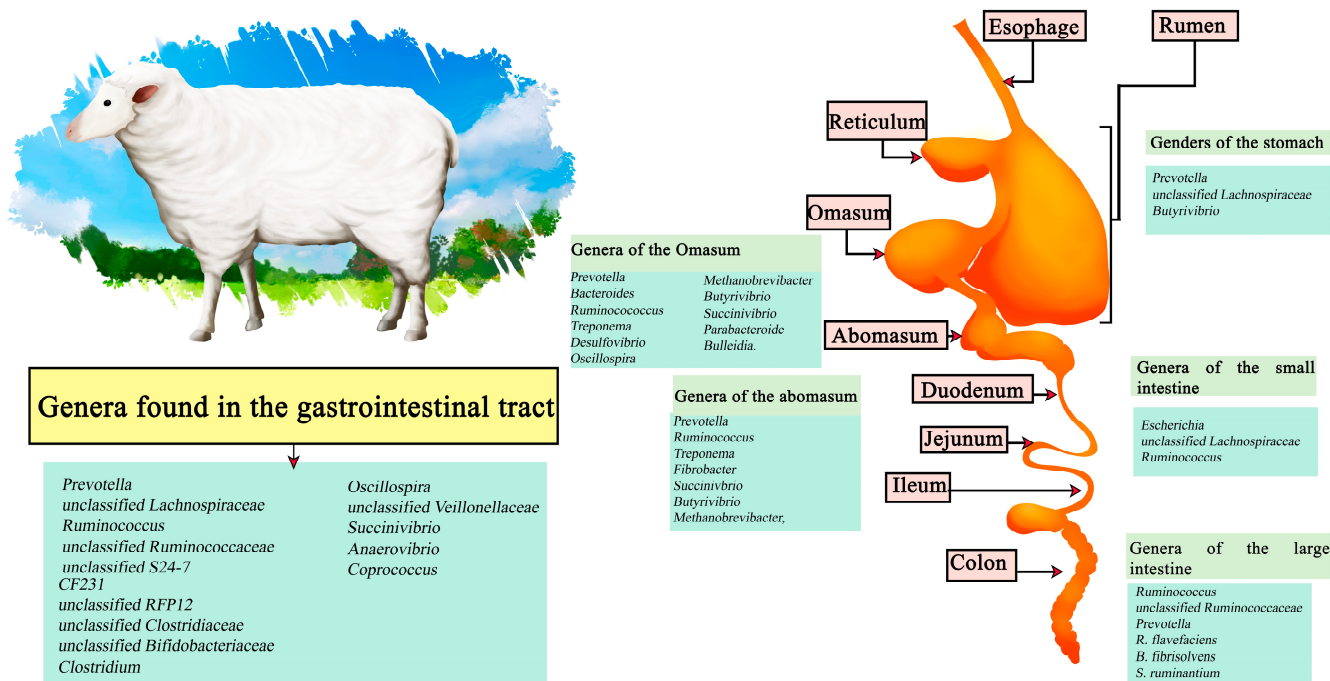 Esophage
Rumen
Reticulum
Omasum
Abomasum
Duodenum
Jejunum
Ileum
Colon
Genders of the stomach
Prevotella
unclassified Lachnospiraceae
Butyrivibrio
Genera of the Omasum
Prevotella
Bacteroides
Ruminocococcus
Treponema
Desulfovibrio
Oscillospira
Methanobrevibacter
Butyrivibrio
Succinivibrio
Parabacteroide
Bulleidia.
Genera of the abomasum
Prevotella
Ruminococcus
Treponema
Fibrobacter
Succinivbrio
Butyrivibrio
Methanobrevibacter,
Genera of the small
intestine
Escherichia
unclassified Lachnospiraceae
Ruminococcus
Genera of the large
intestine
Ruminococcus
unclassified Ruminococcaceae
Prevotella
R. flavefaciens
B. fibrisolvens
S. ruminantium
Genera found in the gastrointestinal tract
Prevotella
unclassified Lachnospiraceae
Ruminococcus
unclassified Ruminococcaceae
unclassified S24-7
CF231
unclassified RFP12
unclassified Clostridiaceae
unclassified Bifidobacteriaceae
Clostridium
Oscillospira
unclassified Veillonellaceae
Succinivibrio
Anaerovibrio
Coprococcus